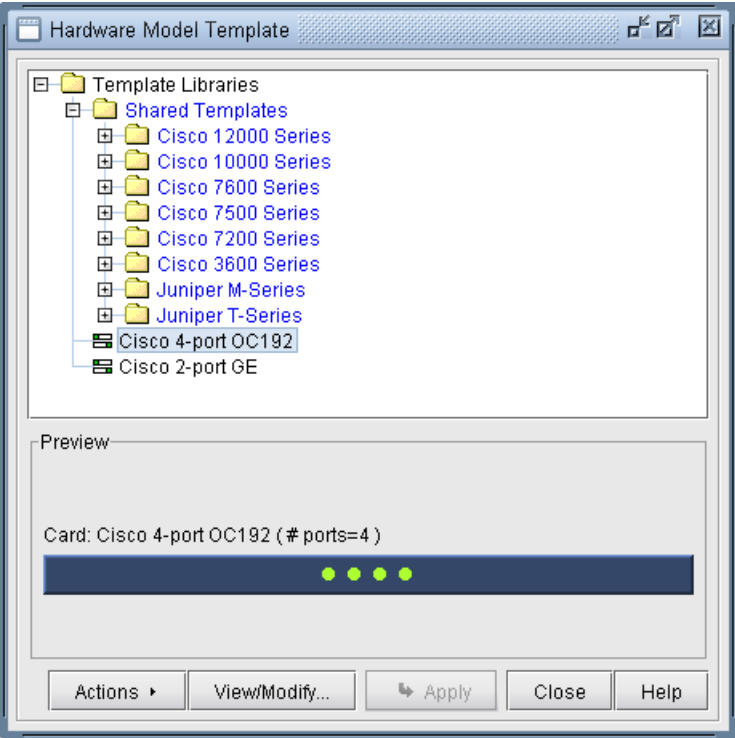 Hardware Model Template
Template Libraries
Shared Templates
Cisco 12000 Series
Cisco 10000 Series
Cisco 7600 Series
Cisco 7500 Series
Cisco 7200 Series
Cisco 3600 Series
Juniper M-Series
Juniper T-Series
Cisco 4-port OC192
Cisco 2-port GE
Preview
Card: Cisco 4-port OC192 ( # ports=4 )
Actions View/Modify... Apply Close Help